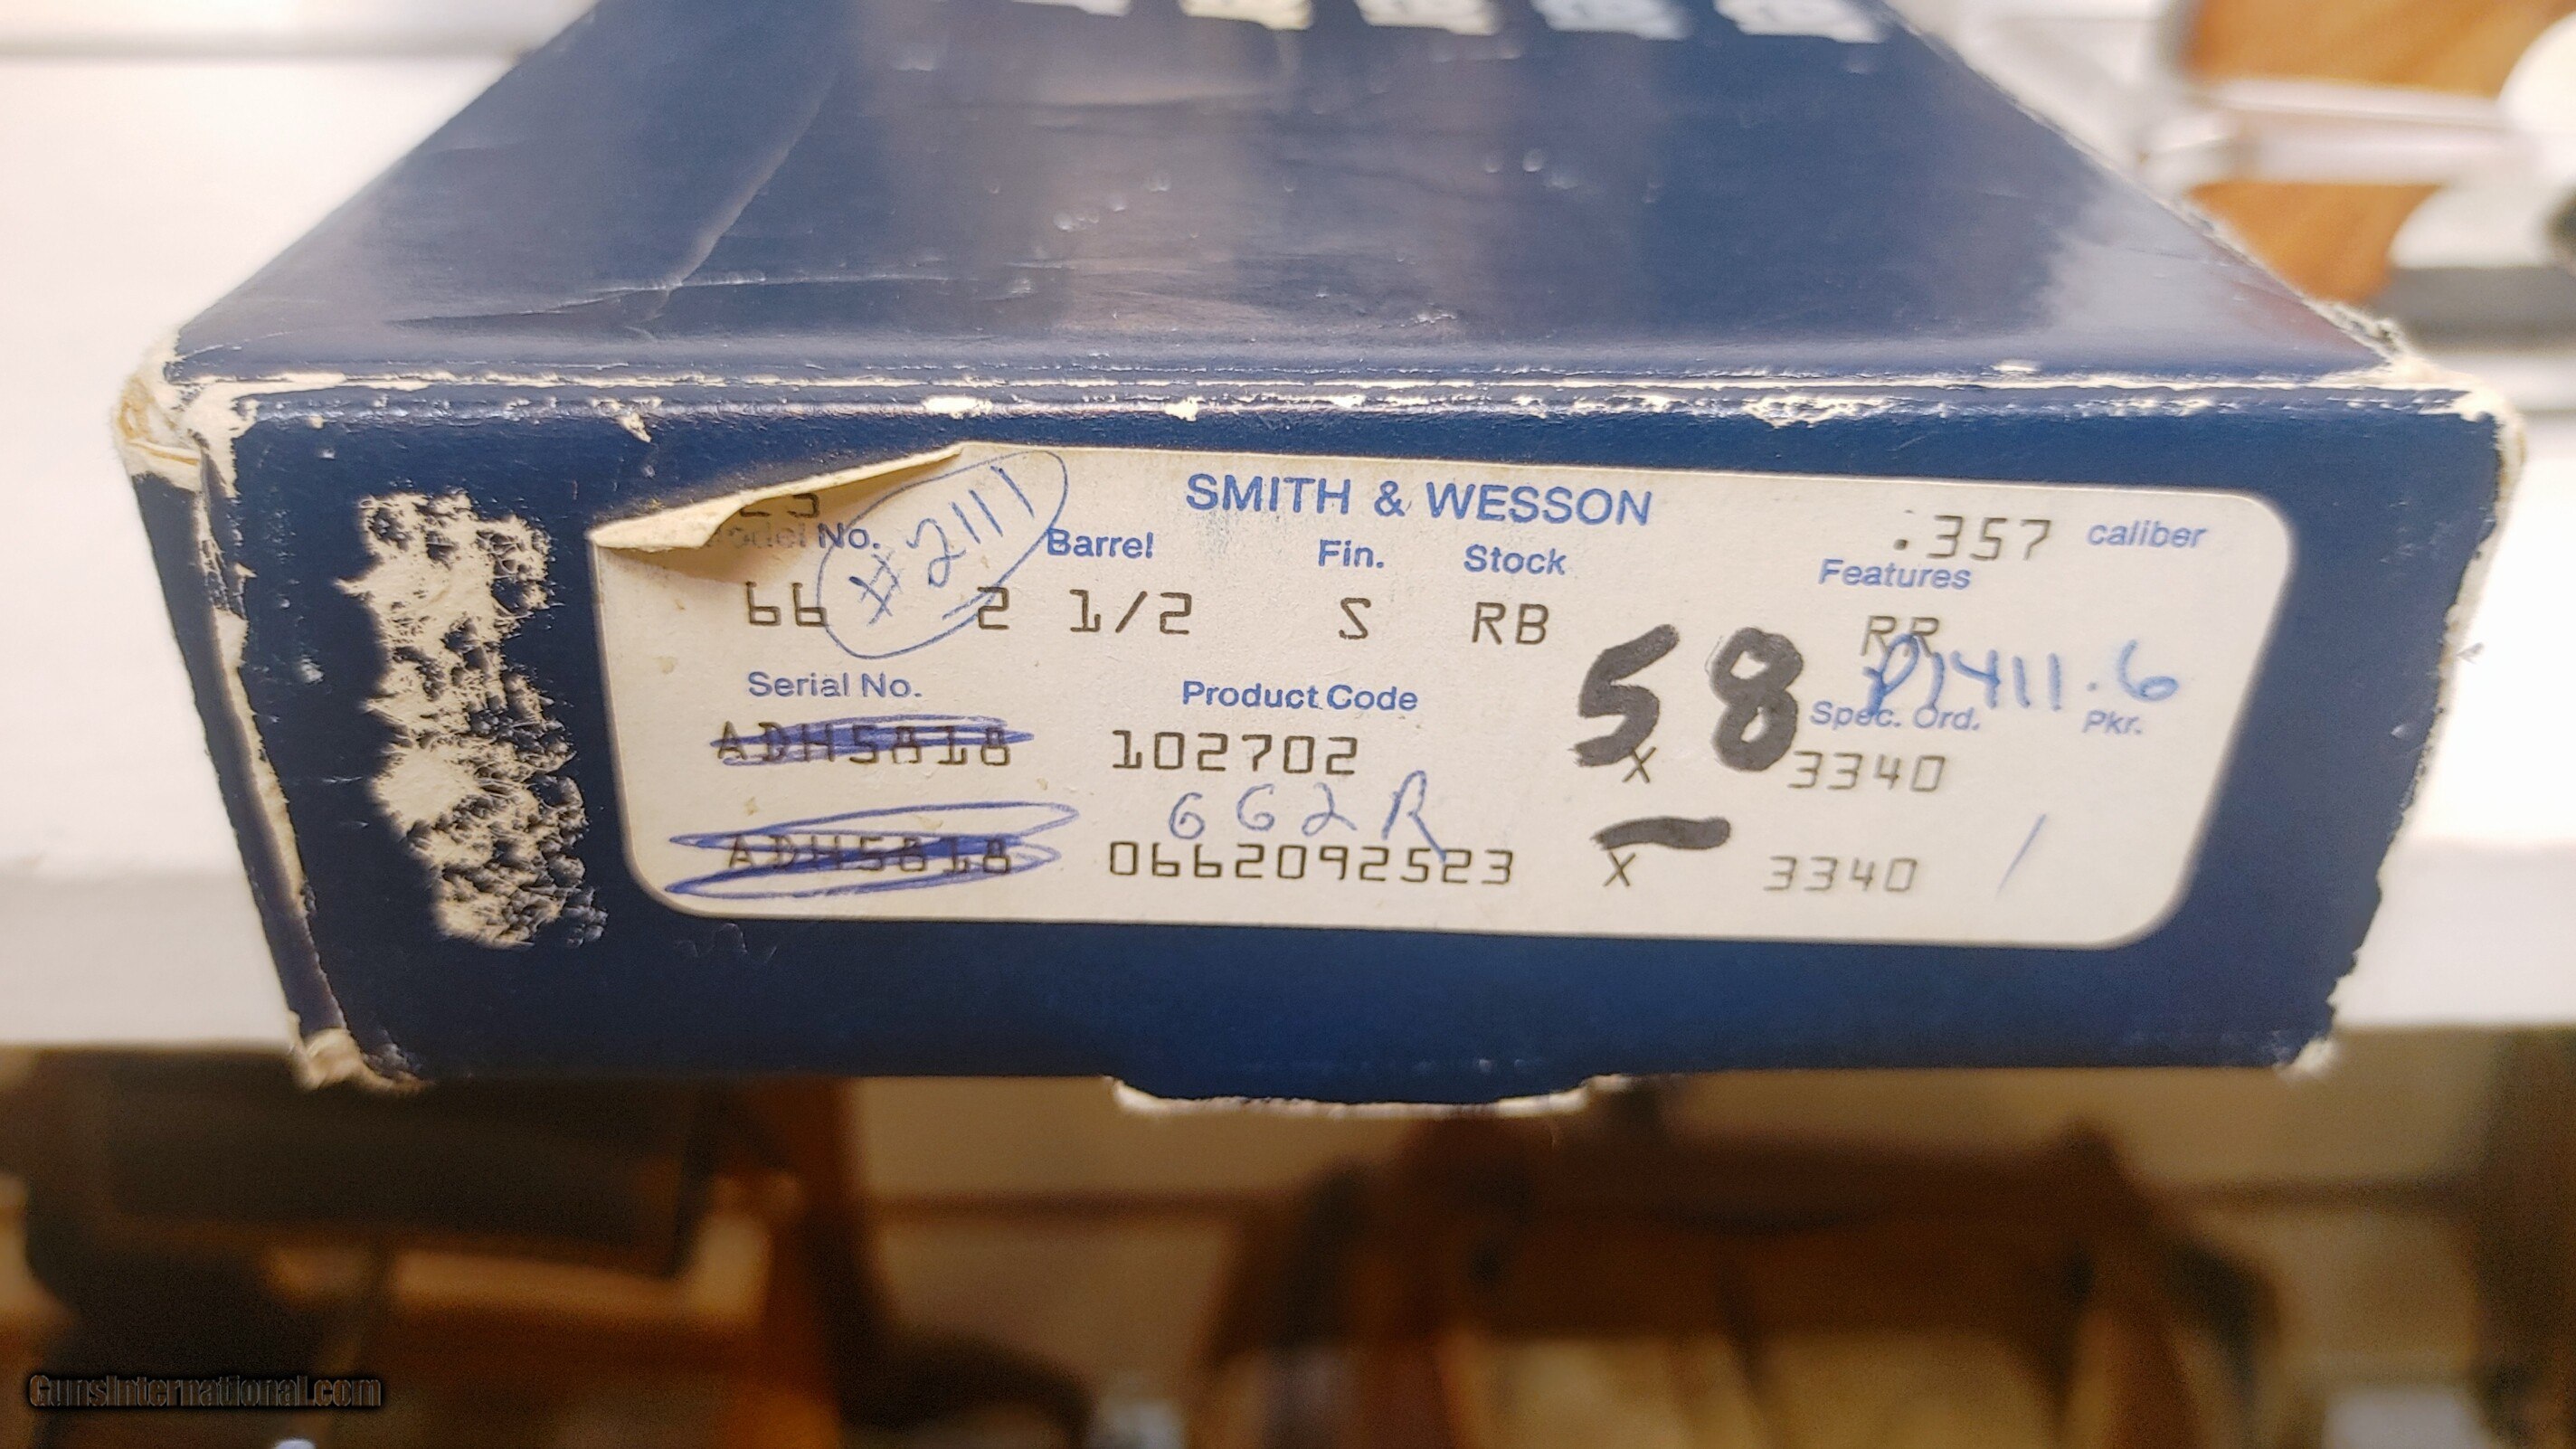 SMITH & WESSON
.357 caliber
No. #2111 Barrel Fin. Stock Features
66 2 1/2 S RB RR
58
Serial No. Product Code Spec. Ord. Pkr.
ADH5818 102702 X 3340
662R
ADH5818 0662092523 X 3340
GunsInternational.com